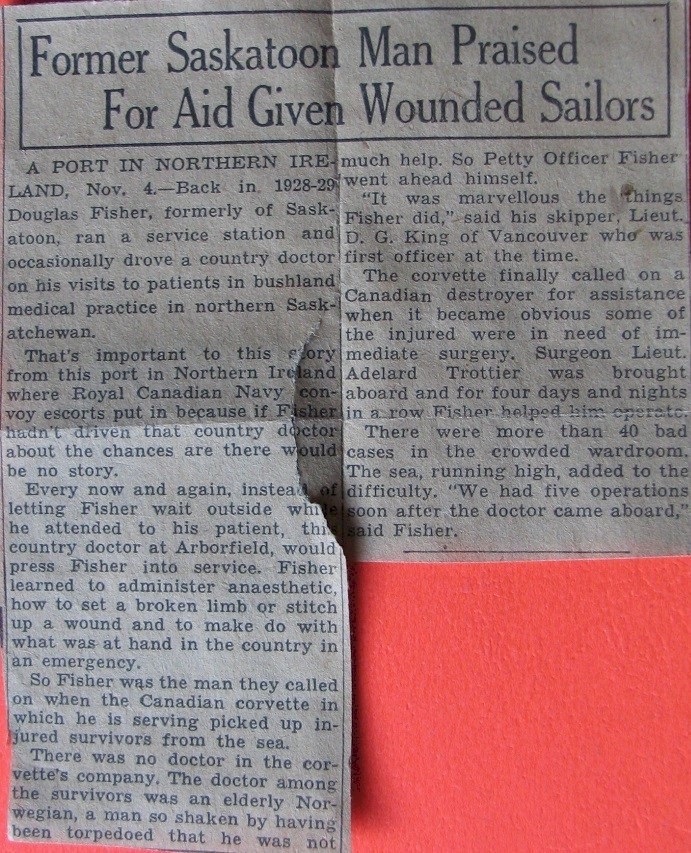 Former Saskatoon Man Praised
For Aid Given Wounded Sailors
A PORT IN NORTHERN IRE-
LAND, Nov. 4.—Back in 1928-29
Douglas Fisher, formerly of Sask-
atoon, ran a service station and
occasionally drove a country doctor
on his visits to patients in bushland
medical practice in northern Sask-
atchewan.
That's important to this story
from this port in Northern Ireland
where Royal Canadian Navy con-
voy escorts put in because if Fisher
hadn't driven that country doctor
about the chances are there would
be no story.
Every now and again, instead of
letting Fisher wait outside while
he attended to his patient, this
country doctor at Arborfield, would
press Fisher into service. Fisher
learned to administer anaesthetic,
how to set a broken limb or stitch
up a wound and to make do with
what was at hand in the country in
an emergency.
So Fisher was the man they called
on when the Canadian corvette in
which he is serving picked up in-
jured survivors from the sea.
There was no doctor in the cor-
vette's company. The doctor among
the survivors was an elderly Nor-
wegian, a man so shaken by having
been torpedoed that he was not
much help. So Petty Officer Fisher
went ahead himself.
"It was marvellous the things
Fisher did," said his skipper, Lieut.
D. G. King of Vancouver who was
first officer at the time.
The corvette finally called on a
Canadian destroyer for assistance
when it became obvious some of
the injured were in need of im-
mediate surgery. Surgeon Lieut.
Adelard Trottier was brought
aboard and for four days and nights
in a row Fisher helped him operate.
There were more than 40 bad
cases in the crowded wardroom.
The sea, running high, added to the
difficulty. "We had five operations
soon after the doctor came aboard,"
said Fisher.